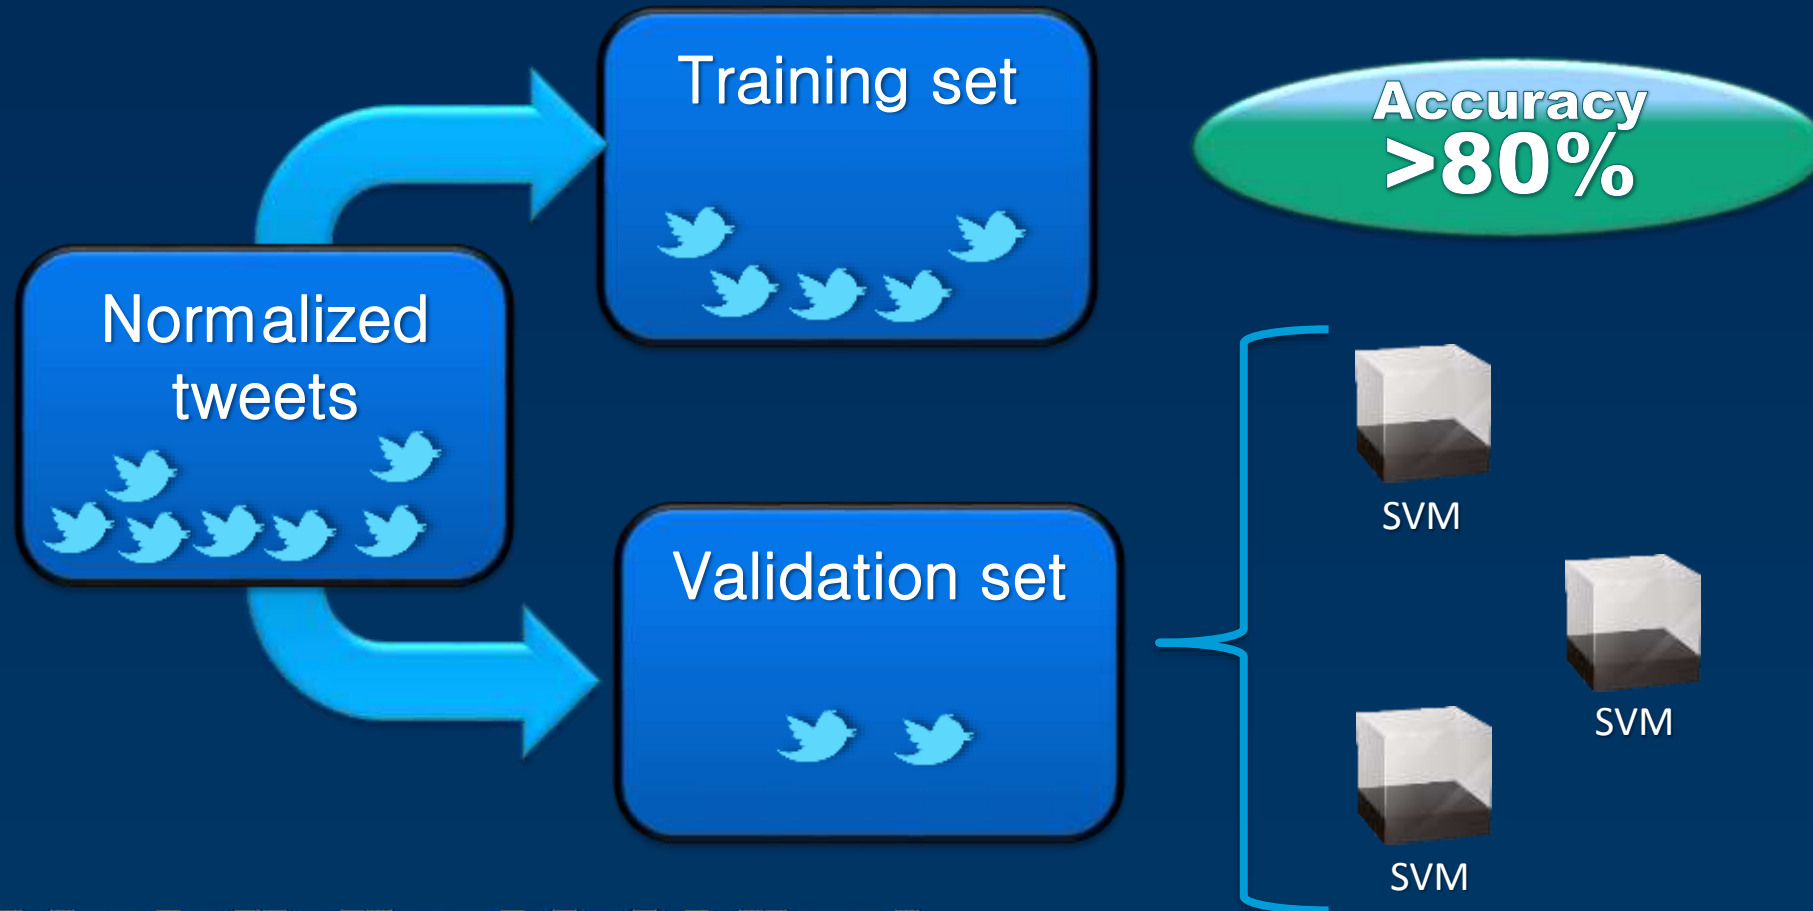 Training set
Accuracy
>80%
Normalized
tweets
Validation set
SVM
SVM
SVM